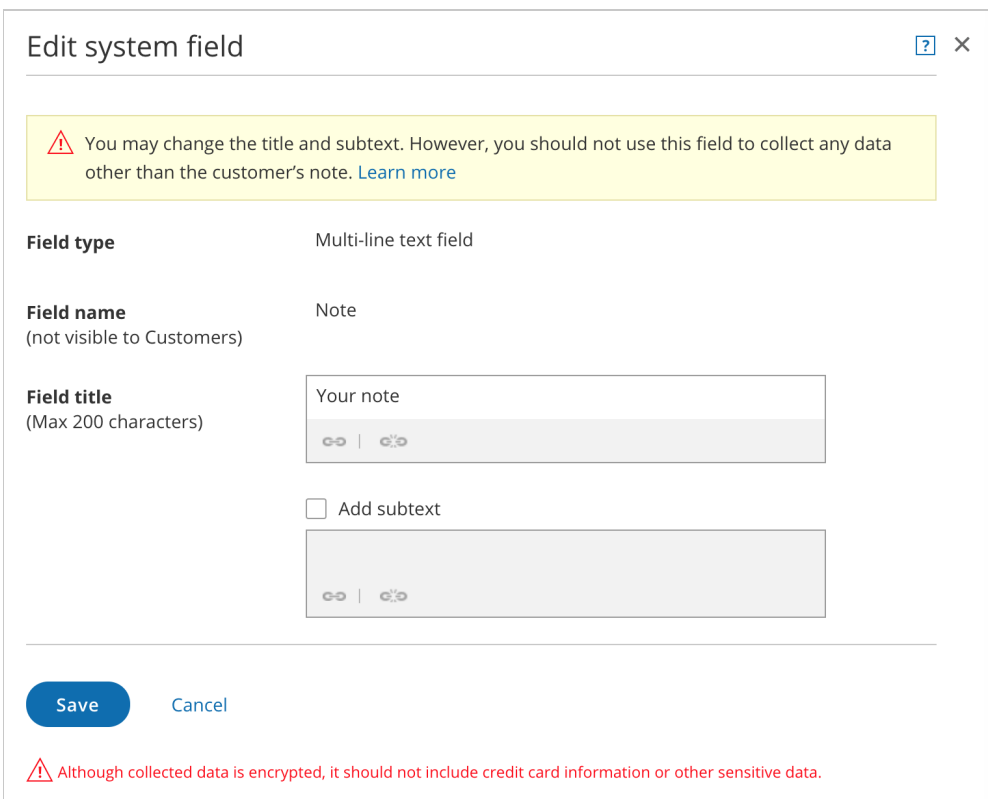 Edit system field
?
You may change the title and subtext. However, you should not use this field to collect any data
other than the customer’s note. Learn more
Field type
Multi-line text field
Field name
(not visible to Customers)
Note
Field title
(Max 200 characters)
Your note
Add subtext
Save
Cancel
Although collected data is encrypted, it should not include credit card information or other sensitive data.